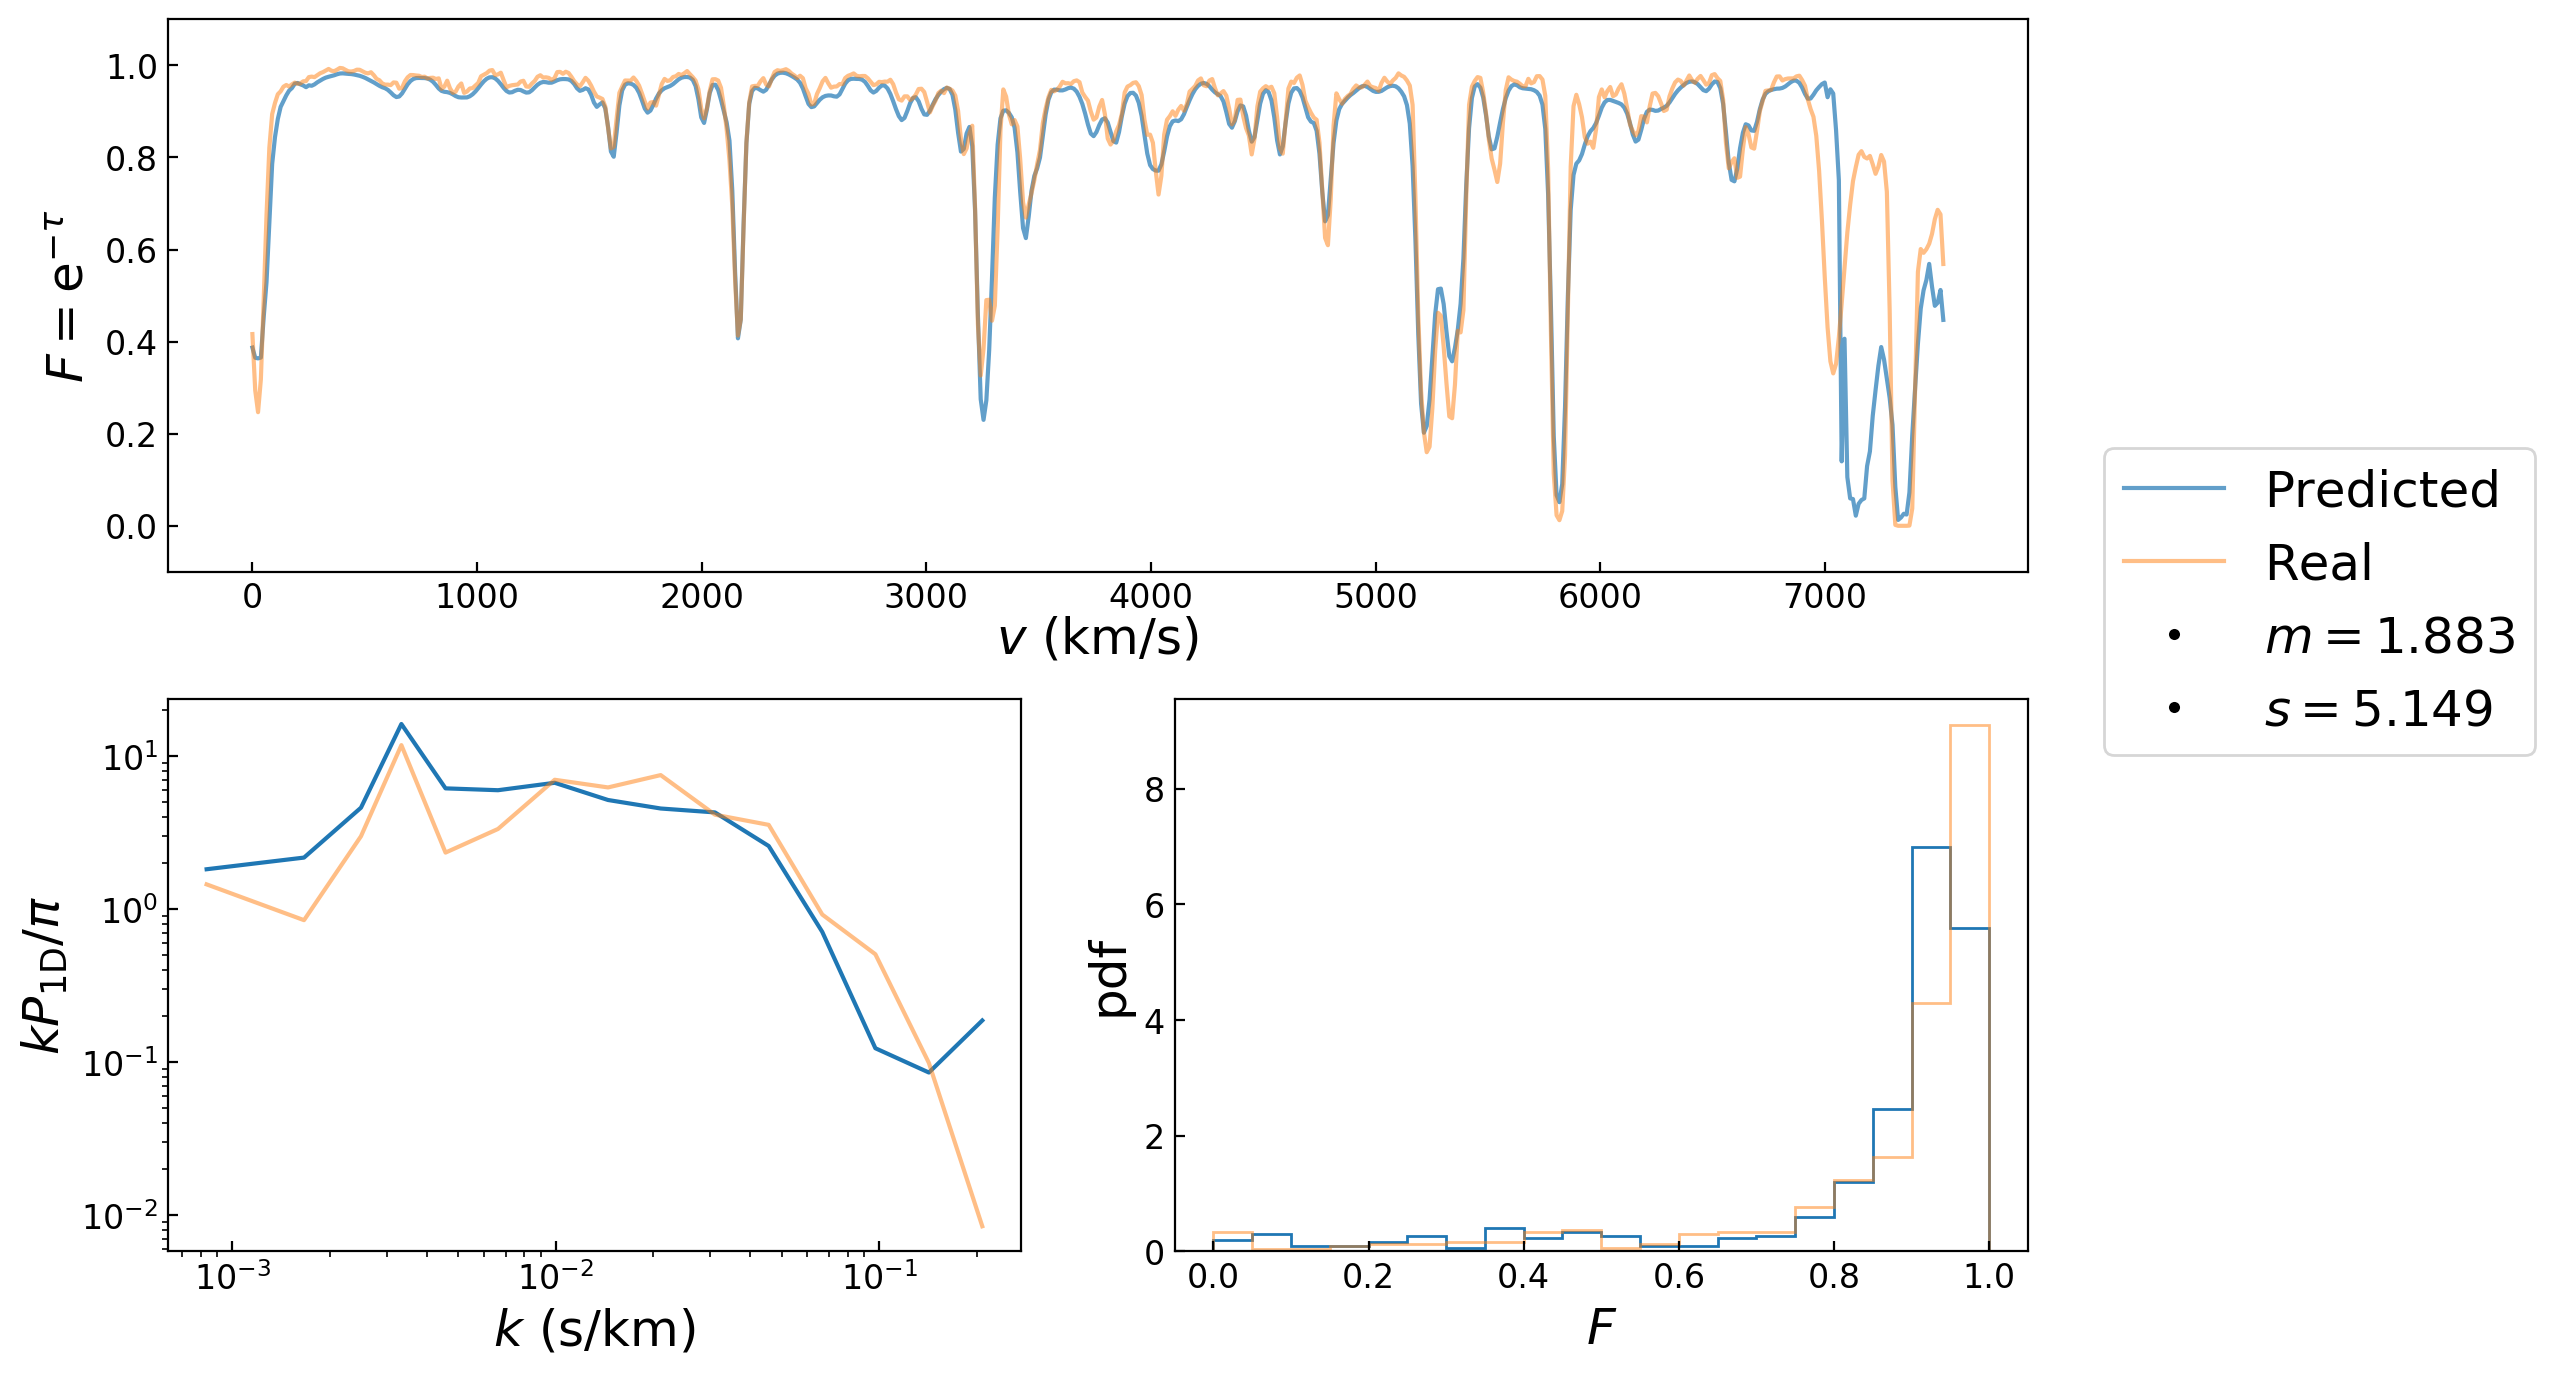 1.0
0.8
0.6
0.4
0.2
0.0
F = e^{−τ}
0 1000 2000 3000 4000 5000 6000 7000
v (km/s)
Predicted
Real
m = 1.883
s = 5.149
10^1
10^0
10^{−1}
10^{−2}
kP_{1D}/π
10^{−3} 10^{−2} 10^{−1}
k (s/km)
8
6
4
2
0
pdf
0.0 0.2 0.4 0.6 0.8 1.0
F